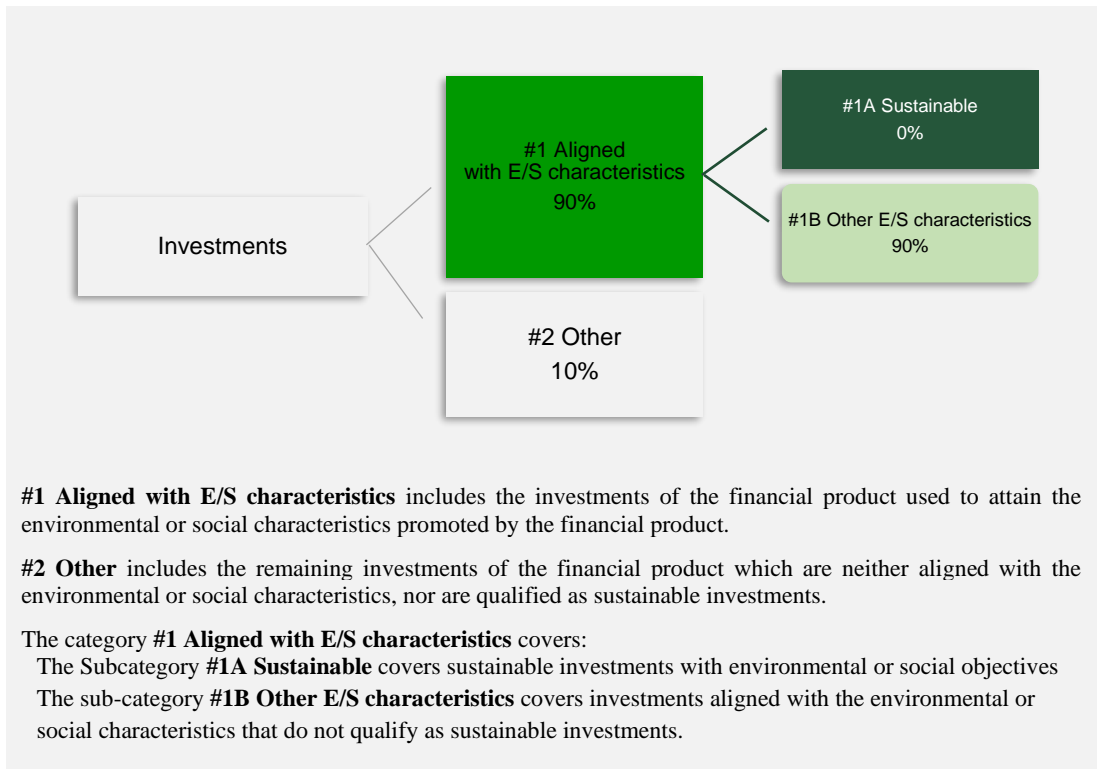 #1A Sustainable
0%
#1 Aligned
with E/S characteristics
90%
#1B Other E/S characteristics
90%
Investments
#2 Other
10%
#1 Aligned with E/S characteristics includes the investments of the financial product used to attain the
environmental or social characteristics promoted by the financial product.
#2 Other includes the remaining investments of the financial product which are neither aligned with the
environmental or social characteristics, nor are qualified as sustainable investments.
The category #1 Aligned with E/S characteristics covers:
The Subcategory #1A Sustainable covers sustainable investments with environmental or social objectives
The sub-category #1B Other E/S characteristics covers investments aligned with the environmental or
social characteristics that do not qualify as sustainable investments.